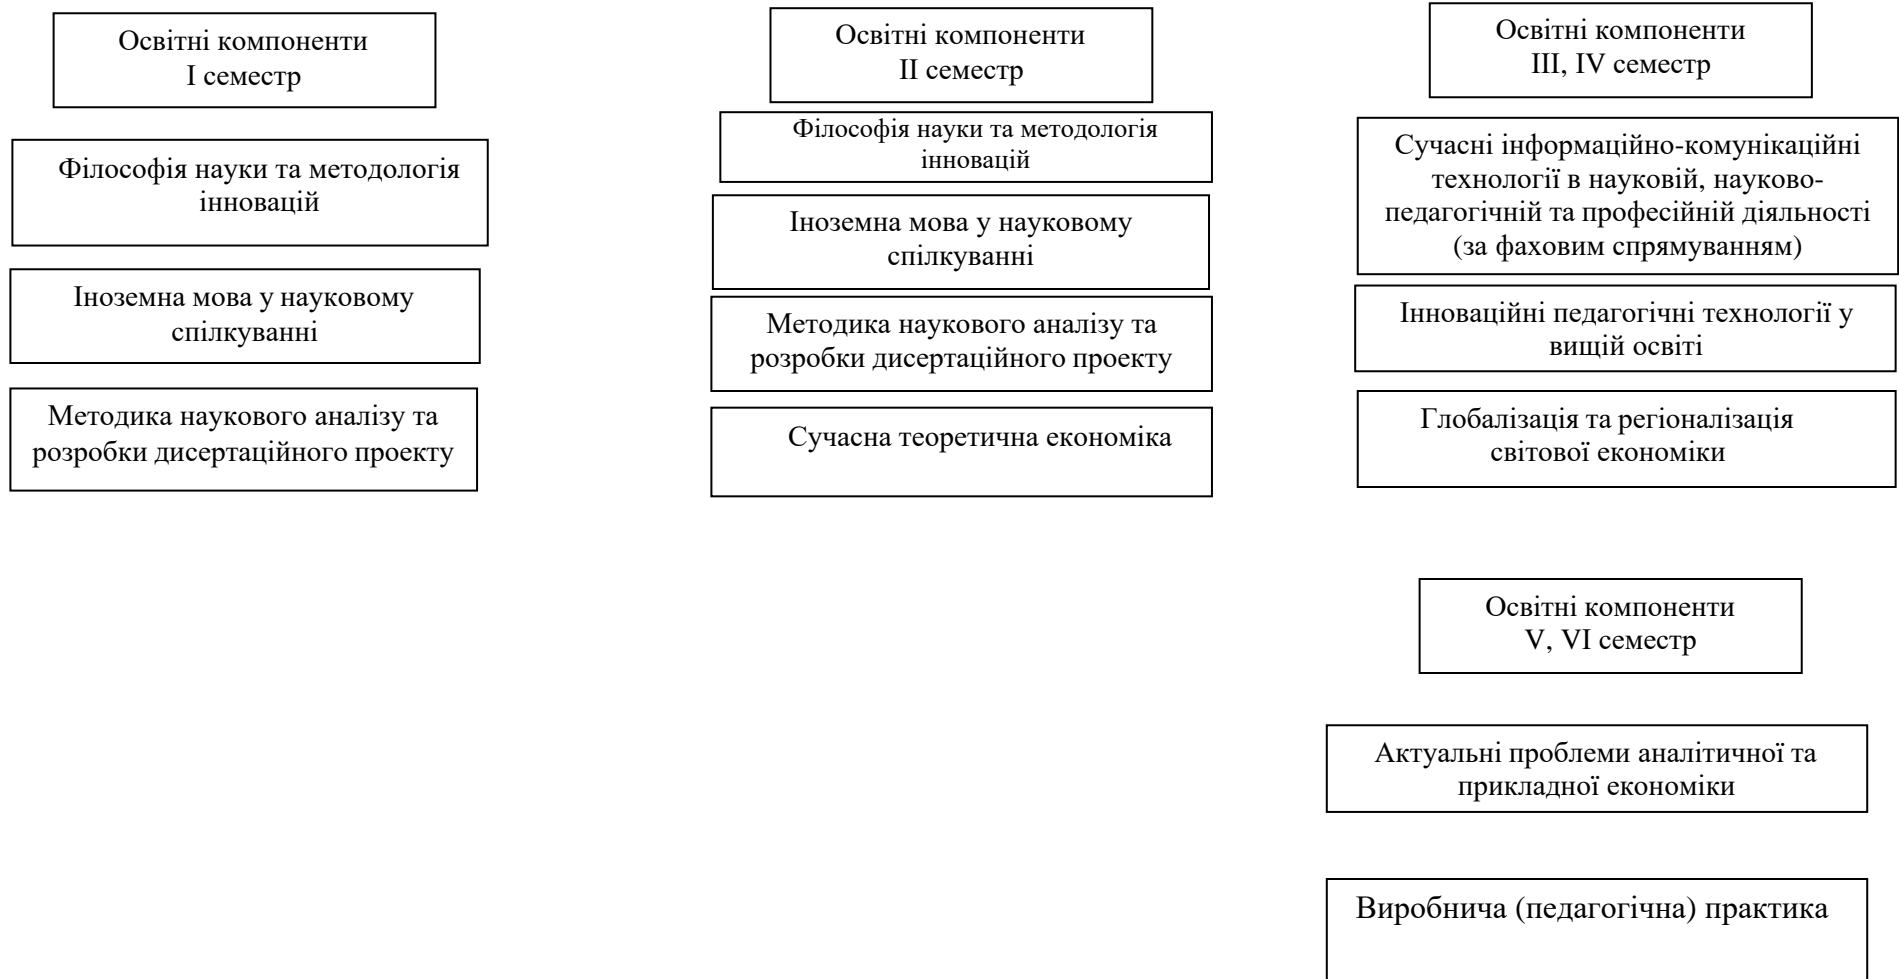 Освітні компоненти
І семестр
Філософія науки та методологія
інновацій
Іноземна мова у науковому
спілкуванні
Методика наукового аналізу та
розробки дисертаційного проекту
Освітні компоненти
ІІ семестр
Філософія науки та методологія
інновацій
Іноземна мова у науковому
спілкуванні
Методика наукового аналізу та
розробки дисертаційного проекту
Сучасна теоретична економіка
Освітні компоненти
ІІІ, IV семестр
Сучасні інформаційно-комунікаційні
технології в науковій, науково-
педагогічній та професійній діяльності
(за фаховим спрямуванням)
Інноваційні педагогічні технології у
вищій освіті
Глобалізація та регіоналізація
світової економіки
Освітні компоненти
V, VI семестр
Актуальні проблеми аналітичної та
прикладної економіки
Виробнича (педагогічна) практика